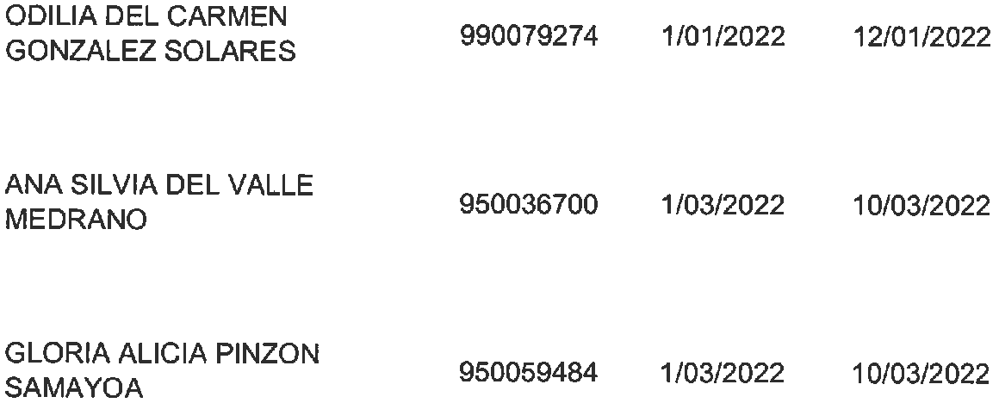 ODILIA DEL CARMEN
GONZALEZ SOLARES 990079274 1/01/2022 12/01/2022
ANA SILVIA DEL VALLE
MEDRANO 950036700 1/03/2022 10/03/2022
GLORIA ALICIA PINZON
SAMAYOA 950059484 1/03/2022 10/03/2022